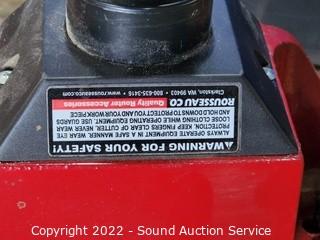 ⚠WARNING FOR YOUR SAFETY!
ALWAYS OPERATE IN A SAFE MANNER. WEAR EYE
PROTECTION. KEEP FINGERS CLEAR OF CUTTER. NEVER WEAR
LOOSE CLOTHING WHILE OPERATING EQUIPMENT. USE GUARDS
AND HOLD DOWNS TO PROTECT YOU AND YOUR WORK PIECE
ROUSSEAU CO Quality Router Accessories
Clarkston, WA 99403 • 800-635-3416 • www.rousseauco.com
Copyright 2022 - Sound Auction Service